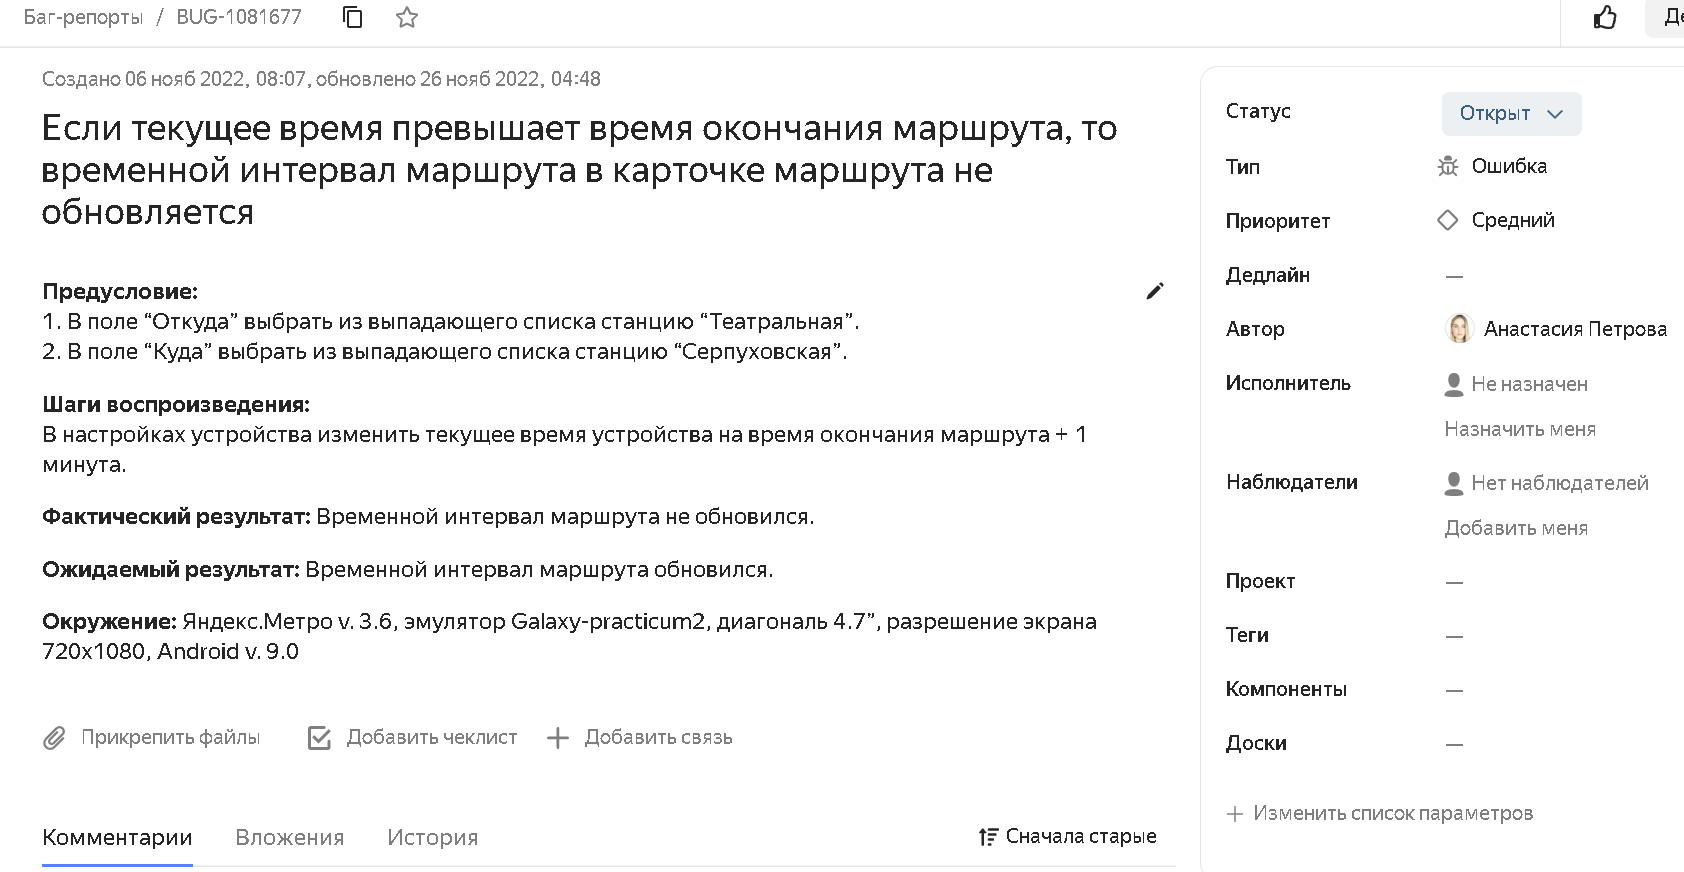 Баг-репорты / BUG-1081677
Создано 06 нояб 2022, 08:07, обновлено 26 нояб 2022, 04:48
Если текущее время превышает время окончания маршрута, то
временной интервал маршрута в карточке маршрута не
обновляется
Предусловие:
1. В поле “Откуда” выбрать из выпадающего списка станцию “Театральная”.
2. В поле “Куда” выбрать из выпадающего списка станцию “Серпуховская”.
Шаги воспроизведения:
В настройках устройства изменить текущее время устройства на время окончания маршрута + 1
минута.
Фактический результат: Временной интервал маршрута не обновился.
Ожидаемый результат: Временной интервал маршрута обновился.
Окружение: Яндекс.Метро v. 3.6, эмулятор Galaxy-practicum2, диагональ 4.7”, разрешение экрана
720x1080, Android v. 9.0
Прикрепить файлы Добавить чеклист Добавить связь
Комментарии Вложения История Сначала старые
Статус Открыт
Тип Ошибка
Приоритет Средний
Дедлайн —
Автор Анастасия Петрова
Исполнитель Не назначен
Назначить меня
Наблюдатели Нет наблюдателей
Добавить меня
Проект —
Теги —
Компоненты —
Доски —
Изменить список параметров